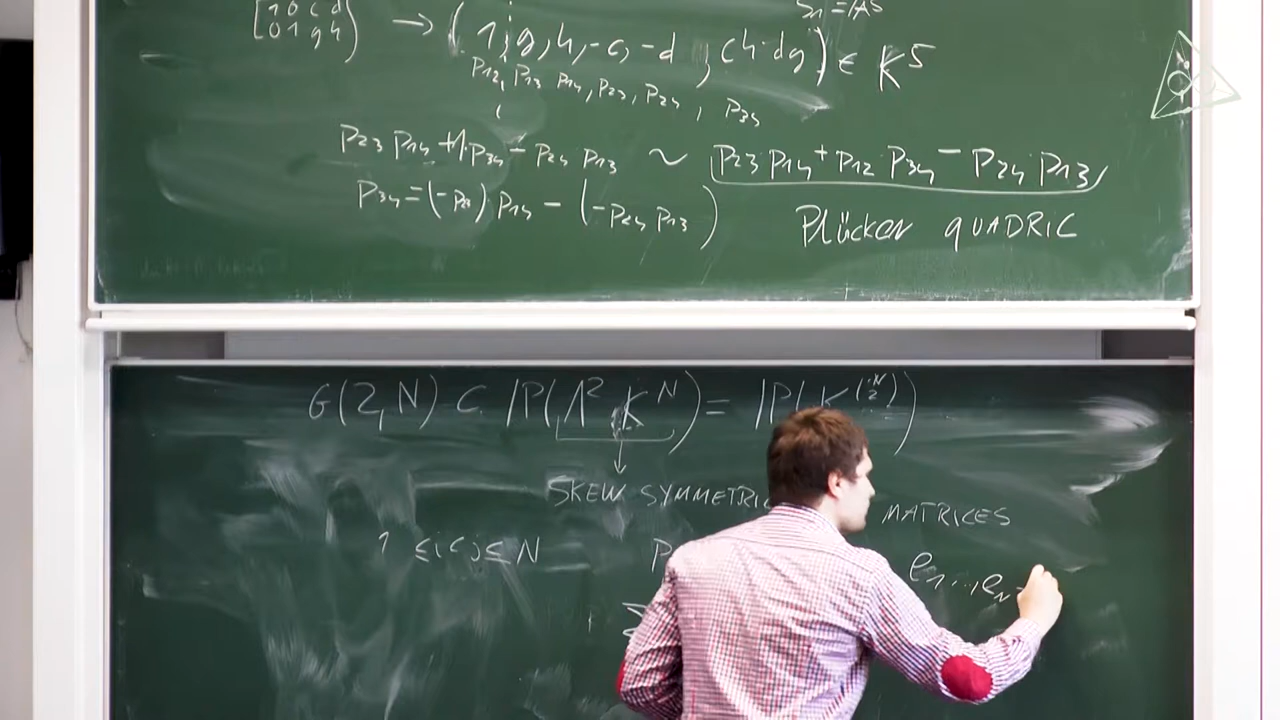 [1 0 c d
0 1 g h] → (1, g, h, -c, -d, ch-dg) ∈ K^5
p12, p13 p14, p23, p24, p34
p23 p14 + 1·p34 - p24 p13 ~ p23 p14 + p12 p34 - p24 p13
p34 = (-p23) p14 - (-p24 p13)
Plücker QUADRIC
G(2,N) ⊂ P(Λ^2 K^N) = P(K^(N 2))
SKEW SYMMETRIC MATRICES
1 ≤ i < j ≤ N
e1...,eN